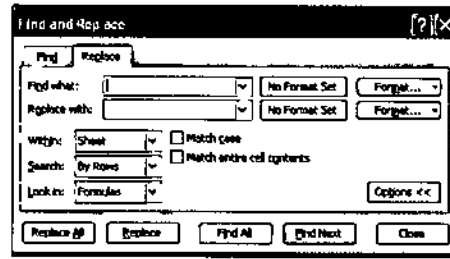 Find and Replace [?][X]
Find Replace
Find what: No Format Set Format...
Replace with: No Format Set Format...
Within: Sheet Match case
Search: By Rows Match entire cell contents
Look in: Formulas Options <<
Replace All Replace Find All Find Next Close